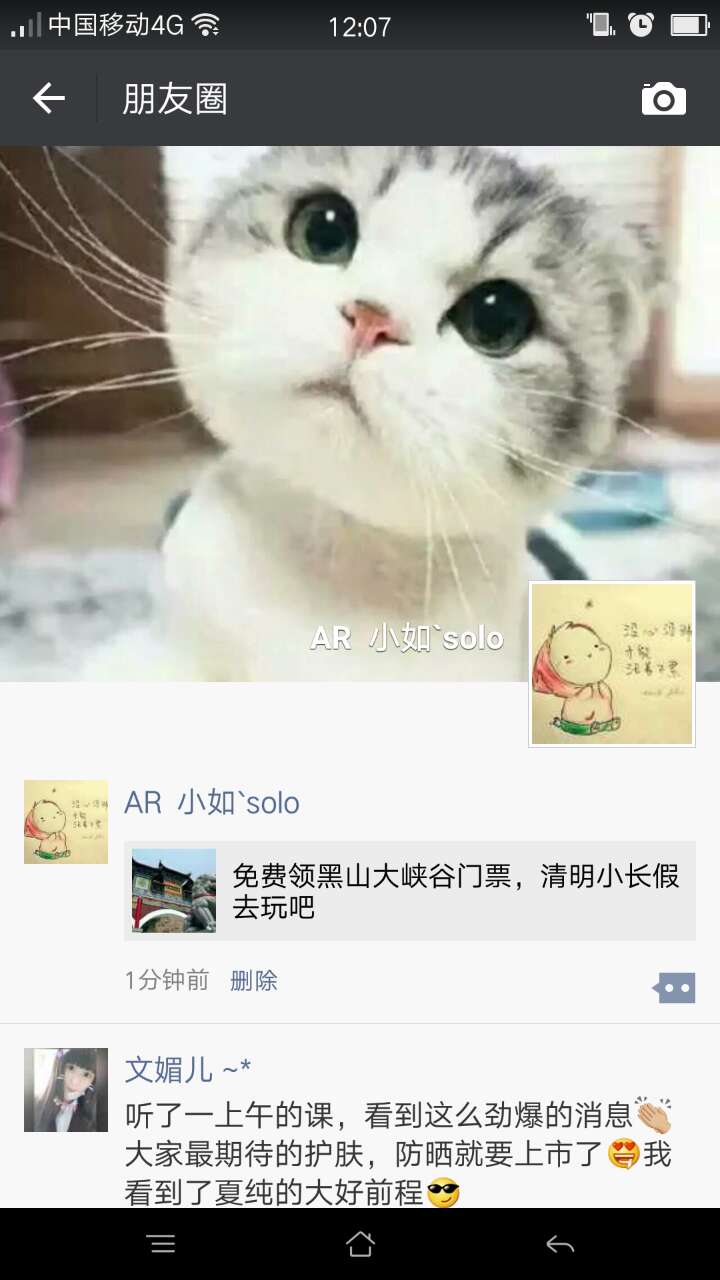 中国移动4G 12:07
朋友圈
AR 小如`solo
AR 小如`solo
免费领黑山大峡谷门票，清明小长假
去玩吧
1分钟前 删除
文媚儿 ~*
听了一上午的课，看到这么劲爆的消息👏
大家最期待的护肤，防晒就要上市了😍我
看到了夏纯的大好前程😎